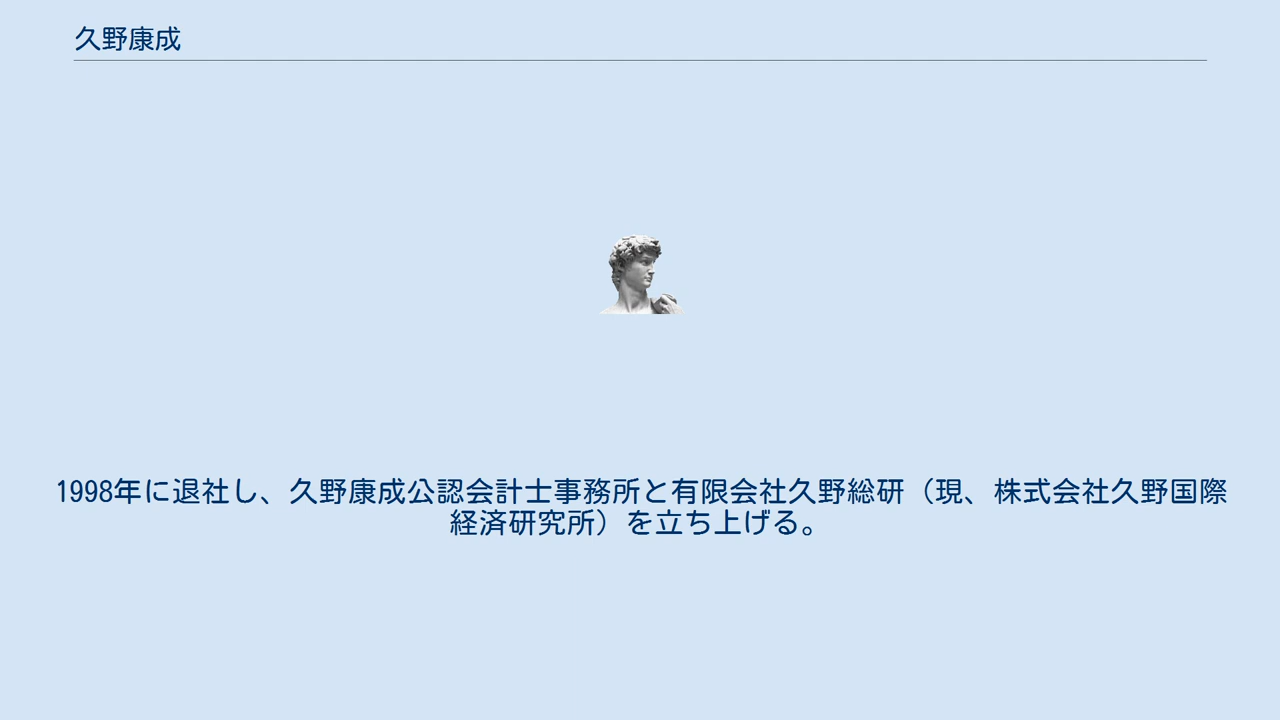 久野康成
1998年に退社し、久野康成公認会計士事務所と有限会社久野総研（現、株式会社久野国際
経済研究所）を立ち上げる。